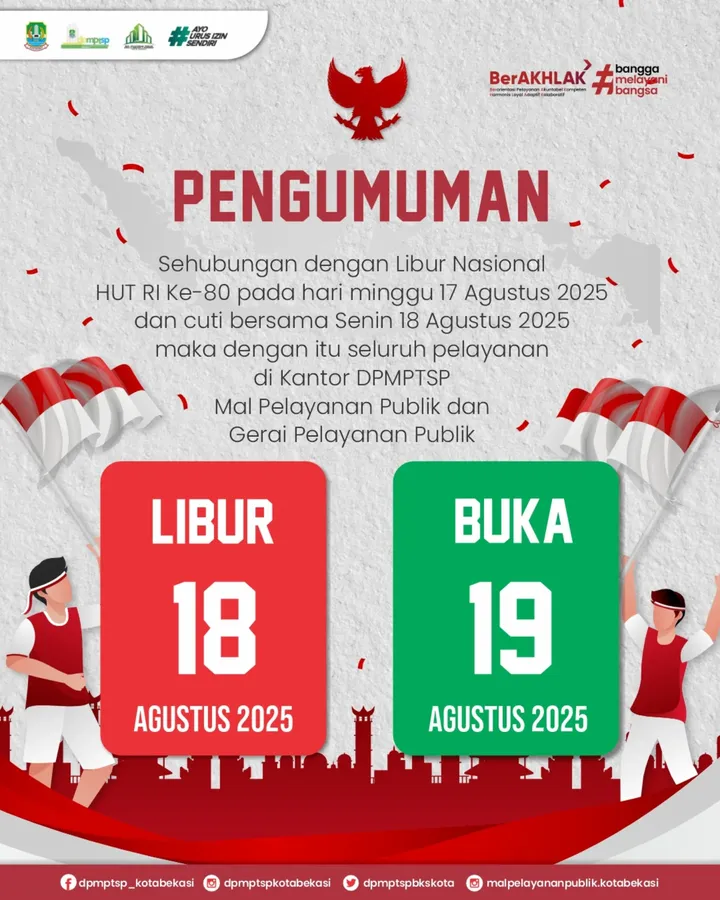 dpmptsp
#AYO
URUS IZIN
SENDIRI
BerAKHLAK
#bangga
melayani
bangsa
PENGUMUMAN
Sehubungan dengan Libur Nasional
HUT RI Ke-80 pada hari minggu 17 Agustus 2025
dan cuti bersama Senin 18 Agustus 2025
maka dengan itu seluruh pelayanan
di Kantor DPMPTSP
Mal Pelayanan Publik dan
Gerai Pelayanan Publik
LIBUR
18
AGUSTUS 2025
BUKA
19
AGUSTUS 2025
dpmptsp_kotabekasi
dpmptspkotabekasi
dpmptspbkskota
malpelayananpublik.kotabekasi